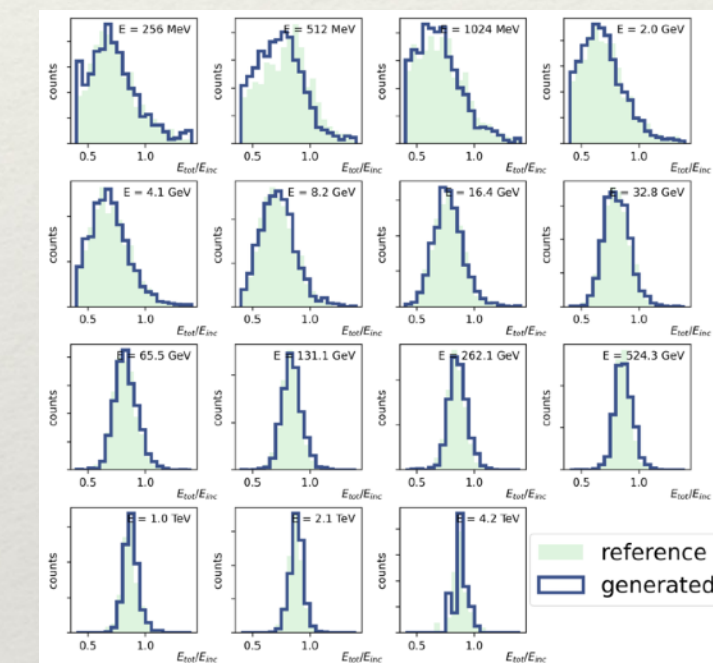 E = 256 MeV
E = 512 MeV
E = 1024 MeV
E = 2.0 GeV
counts
counts
counts
counts
0.5 1.0
0.5 1.0
0.5 1.0
0.5 1.0
E_tot/E_inc
E_tot/E_inc
E_tot/E_inc
E_tot/E_inc
E = 4.1 GeV
E = 8.2 GeV
E = 16.4 GeV
E = 32.8 GeV
counts
counts
counts
counts
0.5 1.0
0.5 1.0
0.5 1.0
0.5 1.0
E_tot/E_inc
E_tot/E_inc
E_tot/E_inc
E_tot/E_inc
E = 65.5 GeV
E = 131.1 GeV
E = 262.1 GeV
E = 524.3 GeV
counts
counts
counts
counts
0.5 1.0
0.5 1.0
0.5 1.0
0.5 1.0
E_tot/E_inc
E_tot/E_inc
E_tot/E_inc
E_tot/E_inc
E = 1.0 TeV
E = 2.1 TeV
E = 4.2 TeV
counts
counts
counts
0.5 1.0
0.5 1.0
0.5 1.0
E_tot/E_inc
E_tot/E_inc
E_tot/E_inc
reference
generated